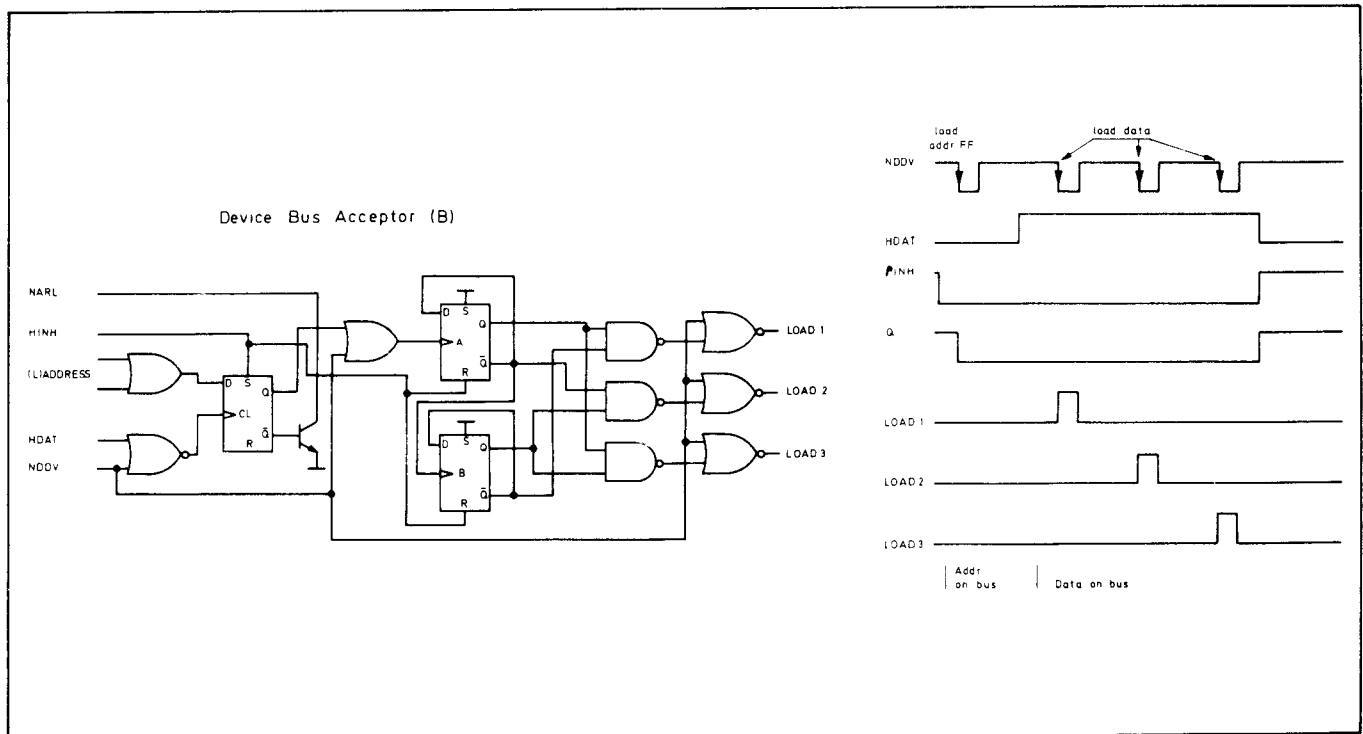 Device Bus Acceptor (B)
NARL
HINH
(L)ADDRESS
HDAT
NDDV
D S Q
CL
R Q̅
D S Q
A
Q̅
R
D S Q
B
Q̅
R
LOAD 1
LOAD 2
LOAD 3
load
addr FF
load data
NDDV
HDAT
INH
Q
LOAD 1
LOAD 2
LOAD 3
Addr
on bus
Data on bus